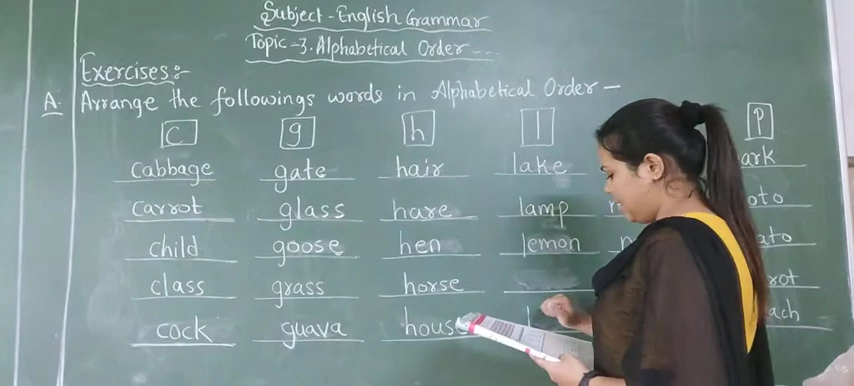 Subject - English Grammar
Topic - 3. Alphabetical Order - - -
Exercises :-
A. Arrange the followings words in Alphabetical Order -
c g h l p
cabbage gate hair lake ark
carrot glass hare lamp oto
child goose hen lemon ato
class grass horse rot
cock guava hous ach